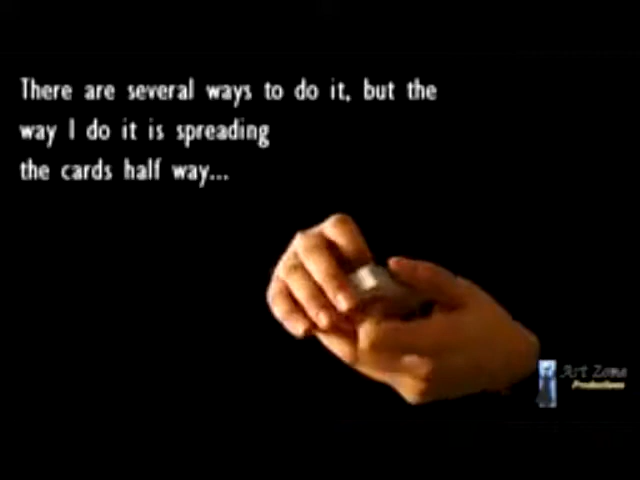 There are several ways to do it, but the
way I do it is spreading
the cards half way...
Art Zone
Productions